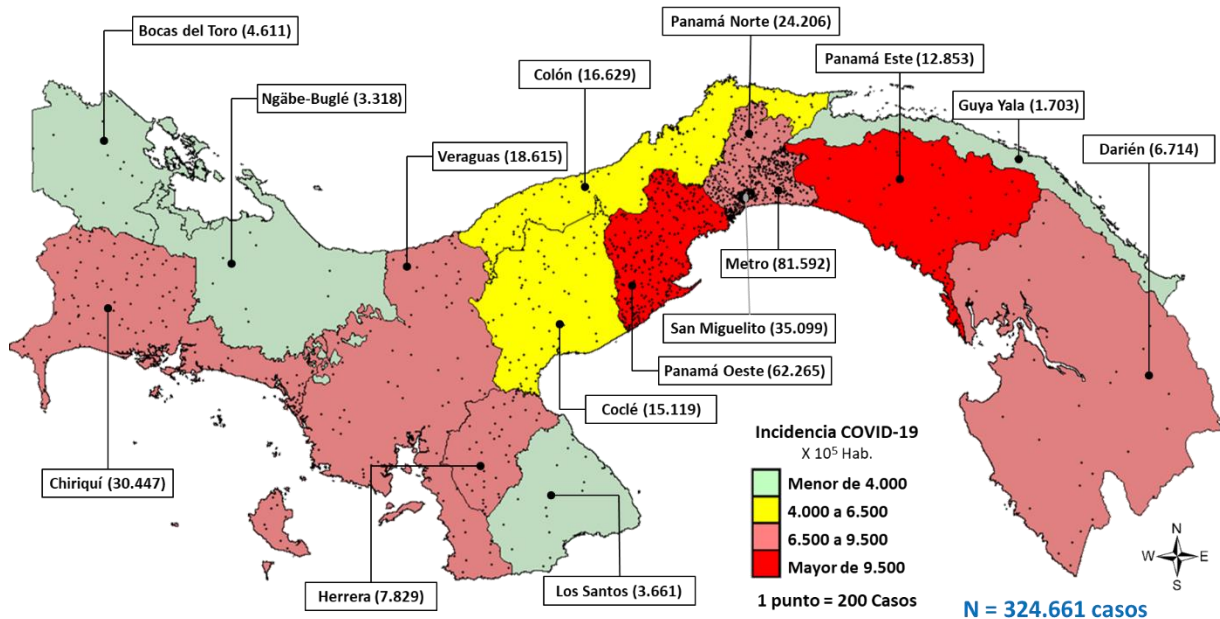 Panamá Norte (24.206)
Bocas del Toro (4.611)
Panamá Este (12.853)
Colón (16.629)
Ngäbe-Buglé (3.318)
Guya Yala (1.703)
Veraguas (18.615)
Darién (6.714)
Metro (81.592)
San Miguelito (35.099)
Panamá Oeste (62.265)
Coclé (15.119)
Chiriquí (30.447)
Herrera (7.829)
Los Santos (3.661)
Incidencia COVID-19
X 10⁵ Hab.
Menor de 4.000
4.000 a 6.500
6.500 a 9.500
Mayor de 9.500
1 punto = 200 Casos
N
W E
S
N = 324.661 casos